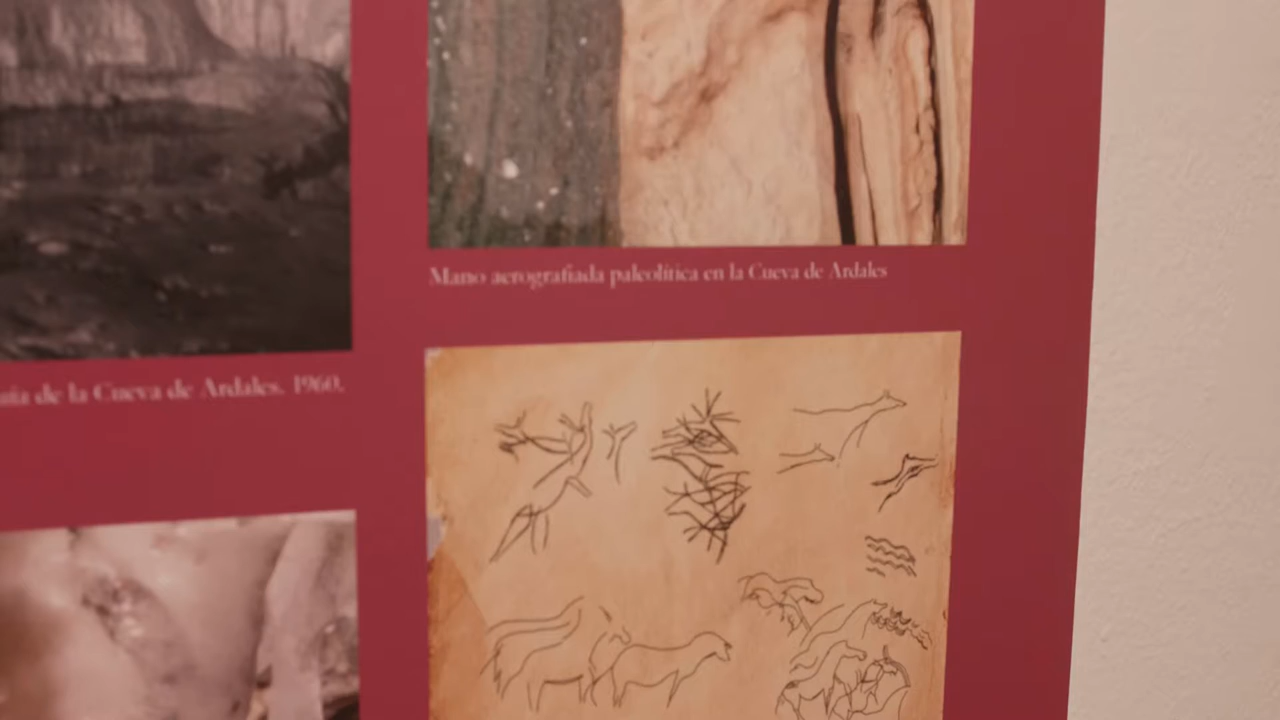 Mano aerografiada paleolítica en la Cueva de Ardales
de la Cueva de Ardales. 1960.